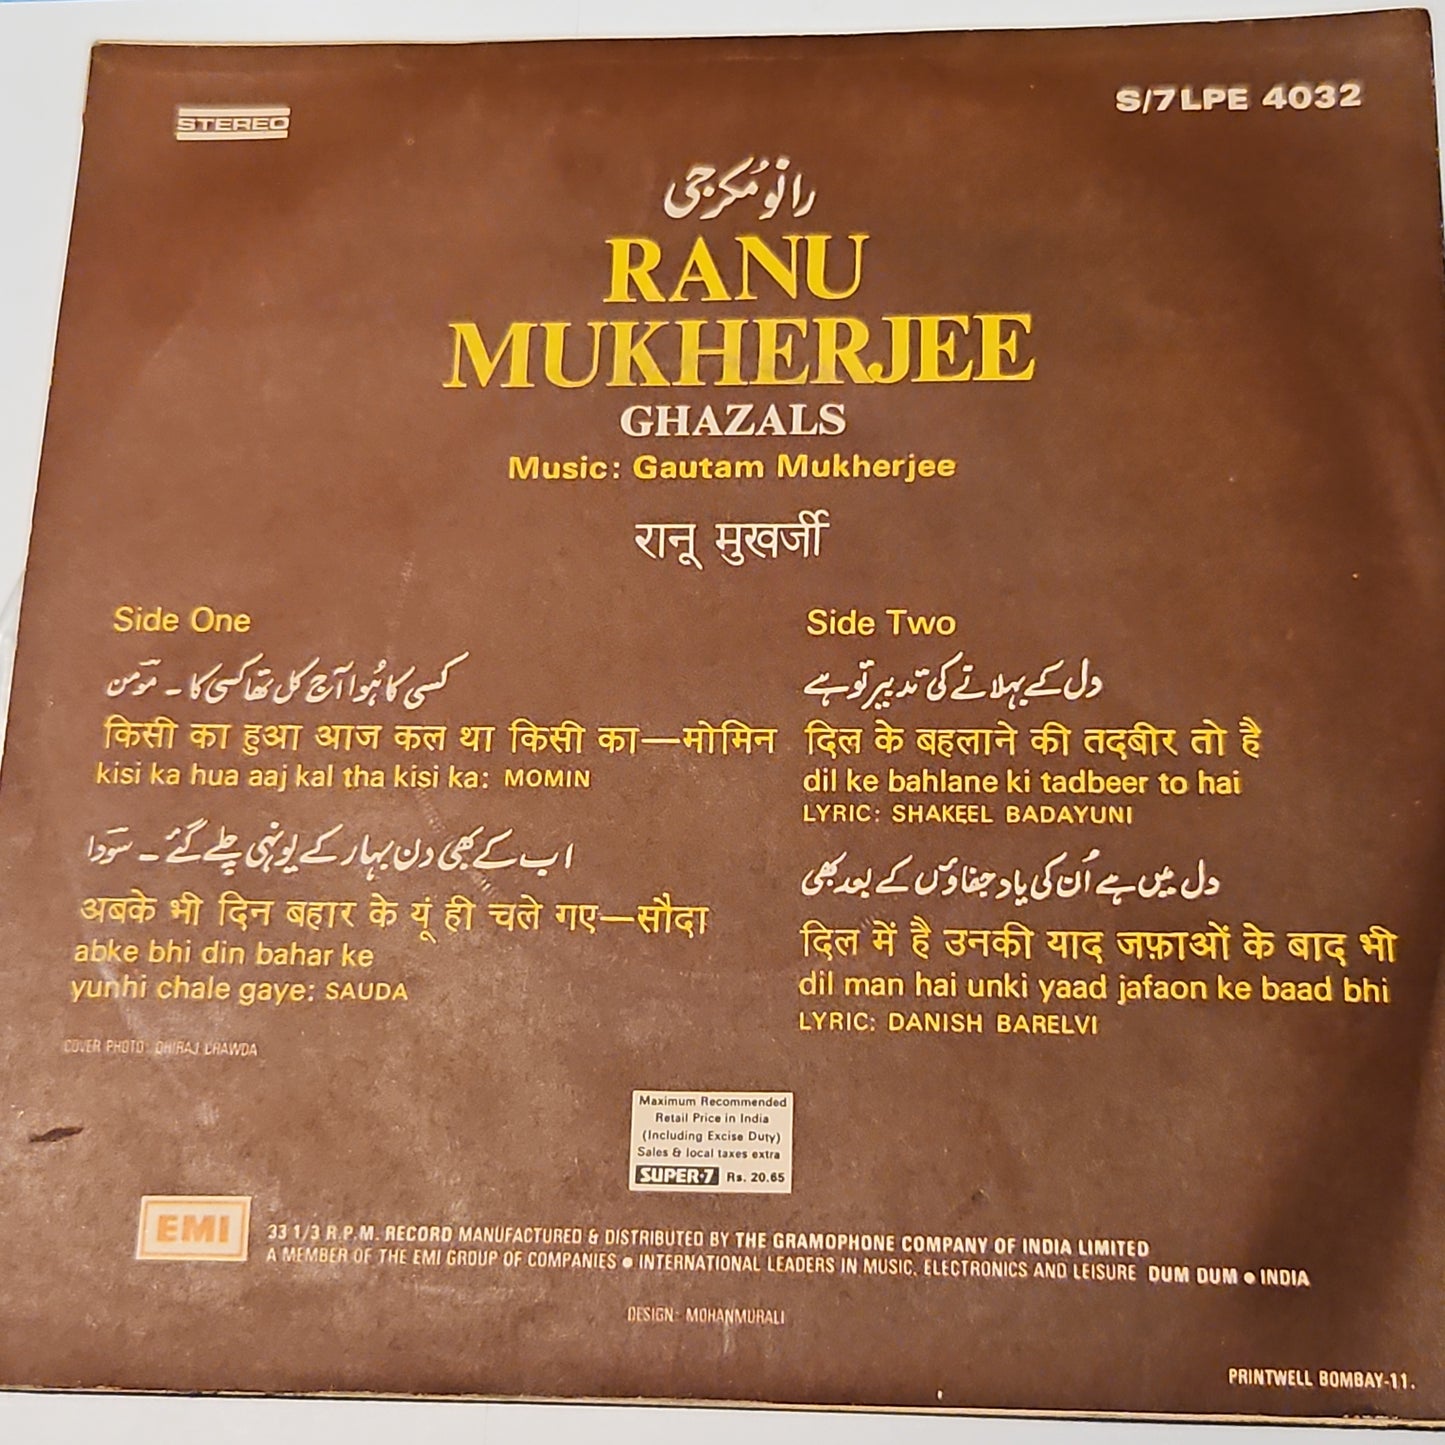 STEREO
S/7 LPE 4032
رانو مُکرجی
RANU
MUKHERJEE
GHAZALS
Music: Gautam Mukherjee
रानू मुखर्जी
Side One
کسی کا ہُوا آج کل تھا کسی کا ـ مومن
किसी का हुआ आज कल था किसी का—मोमिन
kisi ka hua aaj kal tha kisi ka: MOMIN
اب کے بھی دن بہار کے یونہی چلے گئے ـ سودا
अबके भी दिन बहार के यूं ही चले गए—सौदा
abke bhi din bahar ke
yunhi chale gaye: SAUDA
COVER PHOTO: DHIRAJ CHAWDA
Side Two
دل کے بہلانے کی تدبیر تو ہے
दिल के बहलाने की तदबीर तो है
dil ke bahlane ki tadbeer to hai
LYRIC: SHAKEEL BADAYUNI
دل میں ہے اُن کی یاد جفاؤں کے بعد بھی
दिल में है उनकी याद जफ़ाओं के बाद भी
dil man hai unki yaad jafaon ke baad bhi
LYRIC: DANISH BARELVI
Maximum Recommended
Retail Price in India
(Including Excise Duty)
Sales & local taxes extra
SUPER-7 Rs. 20.65
EMI
33 1/3 R.P.M. RECORD MANUFACTURED & DISTRIBUTED BY THE GRAMOPHONE COMPANY OF INDIA LIMITED
A MEMBER OF THE EMI GROUP OF COMPANIES ● INTERNATIONAL LEADERS IN MUSIC, ELECTRONICS AND LEISURE DUM DUM ● INDIA
DESIGN: MOHANMURALI
PRINTWELL BOMBAY-11.